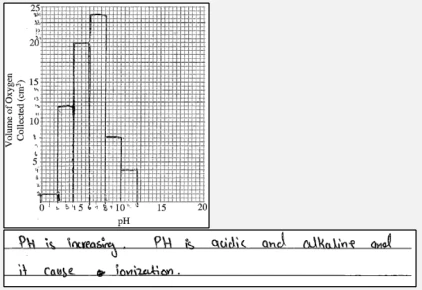 25
20
15
10
5
0 5 10 15 20
Volume of Oxygen
Collected (cm³)
pH
PH is increasing. PH is acidic and alkaline and
it cause ionization.